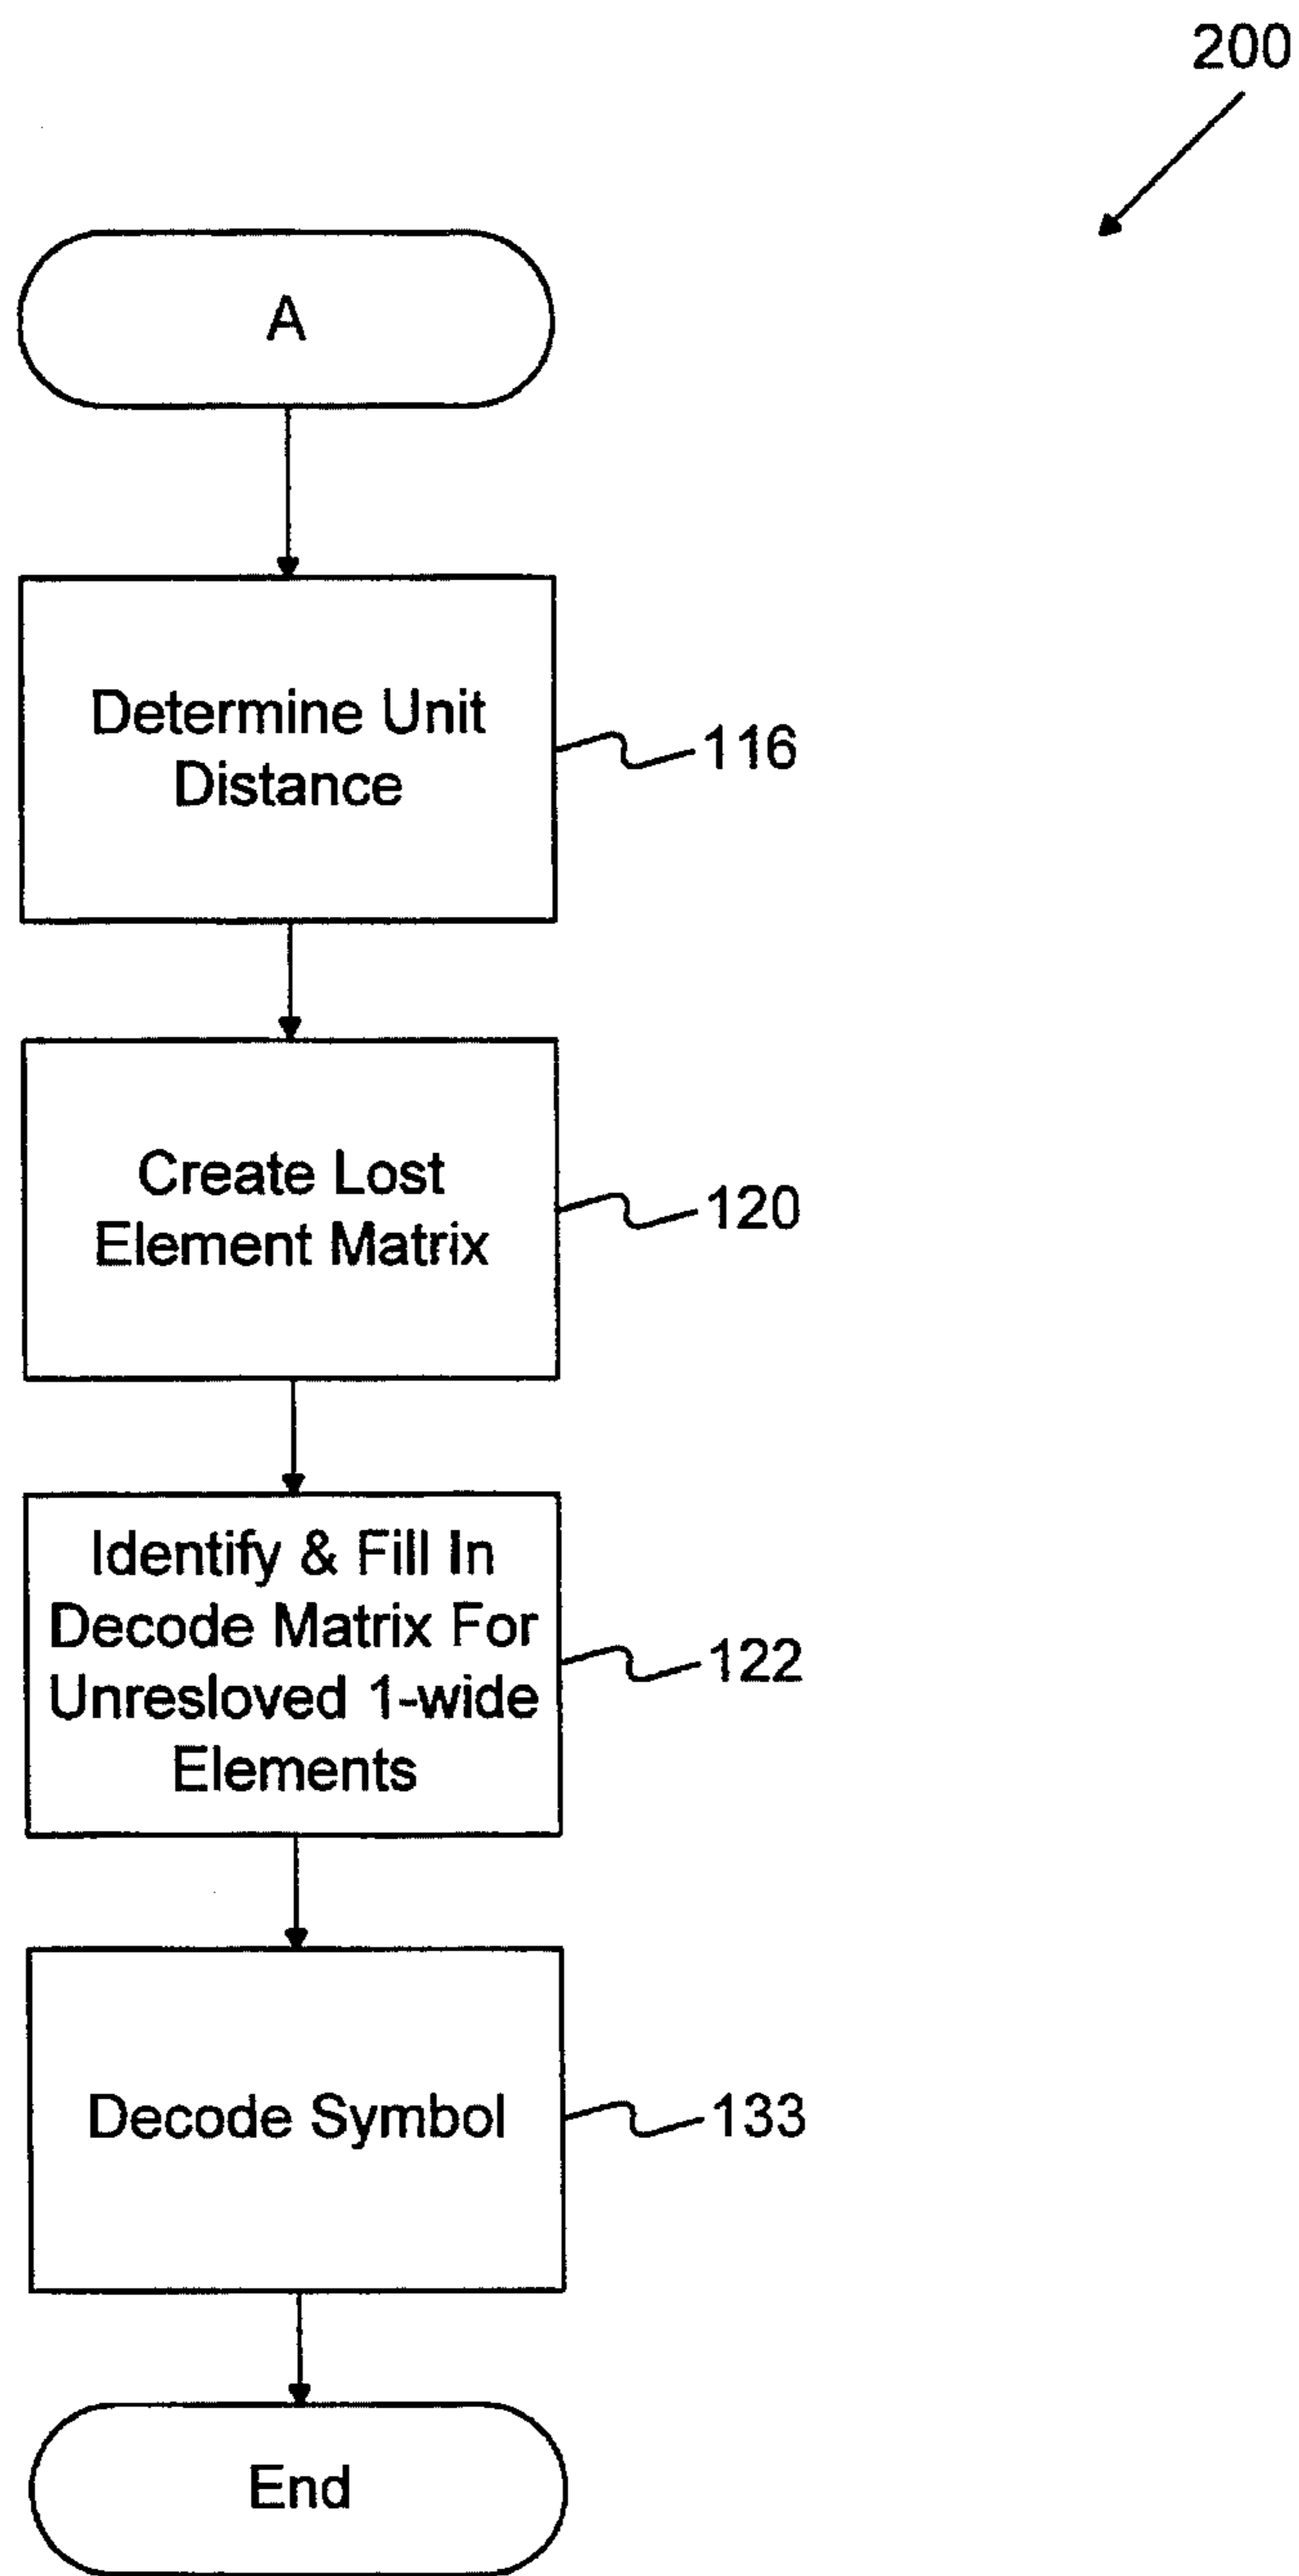 200
A
Determine Unit
Distance
116
Create Lost
Element Matrix
120
Identify & Fill In
Decode Matrix For
Unresloved 1-wide
Elements
122
Decode Symbol
133
End